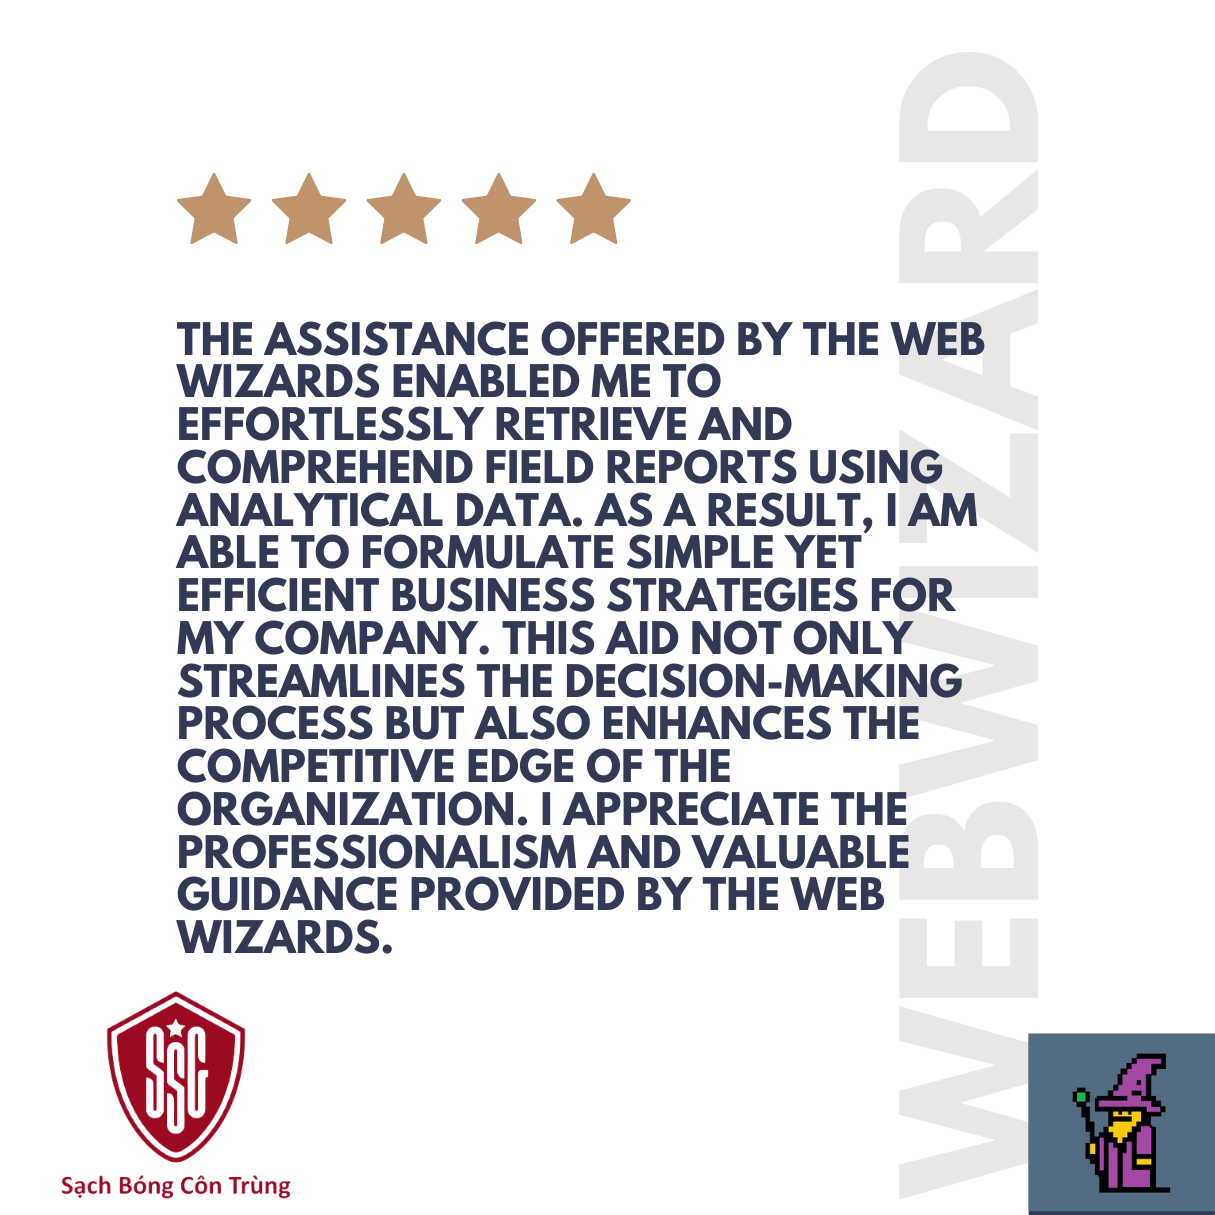 THE ASSISTANCE OFFERED BY THE WEB
WIZARDS ENABLED ME TO
EFFORTLESSLY RETRIEVE AND
COMPREHEND FIELD REPORTS USING
ANALYTICAL DATA. AS A RESULT, I AM
ABLE TO FORMULATE SIMPLE YET
EFFICIENT BUSINESS STRATEGIES FOR
MY COMPANY. THIS AID NOT ONLY
STREAMLINES THE DECISION-MAKING
PROCESS BUT ALSO ENHANCES THE
COMPETITIVE EDGE OF THE
ORGANIZATION. I APPRECIATE THE
PROFESSIONALISM AND VALUABLE
GUIDANCE PROVIDED BY THE WEB
WIZARDS.
WEBWIZARD
SSC
Sạch Bóng Côn Trùng